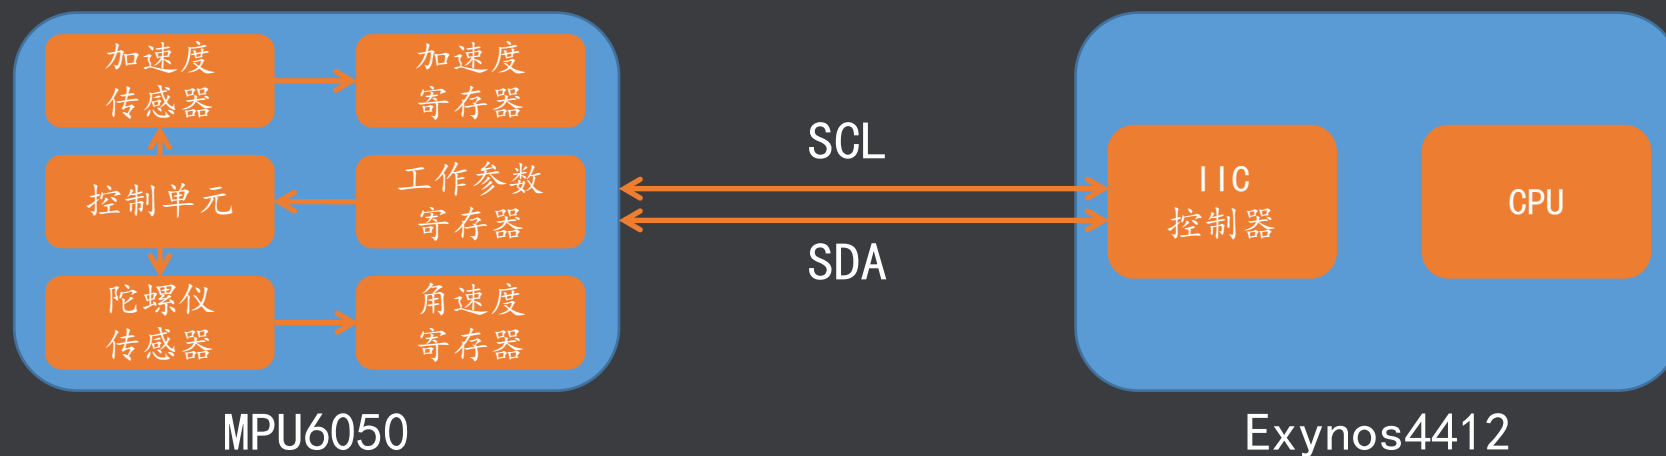 加速度
传感器
加速度
寄存器
控制单元
工作参数
寄存器
陀螺仪
传感器
角速度
寄存器
SCL
SDA
IIC
控制器
CPU
MPU6050
Exynos4412